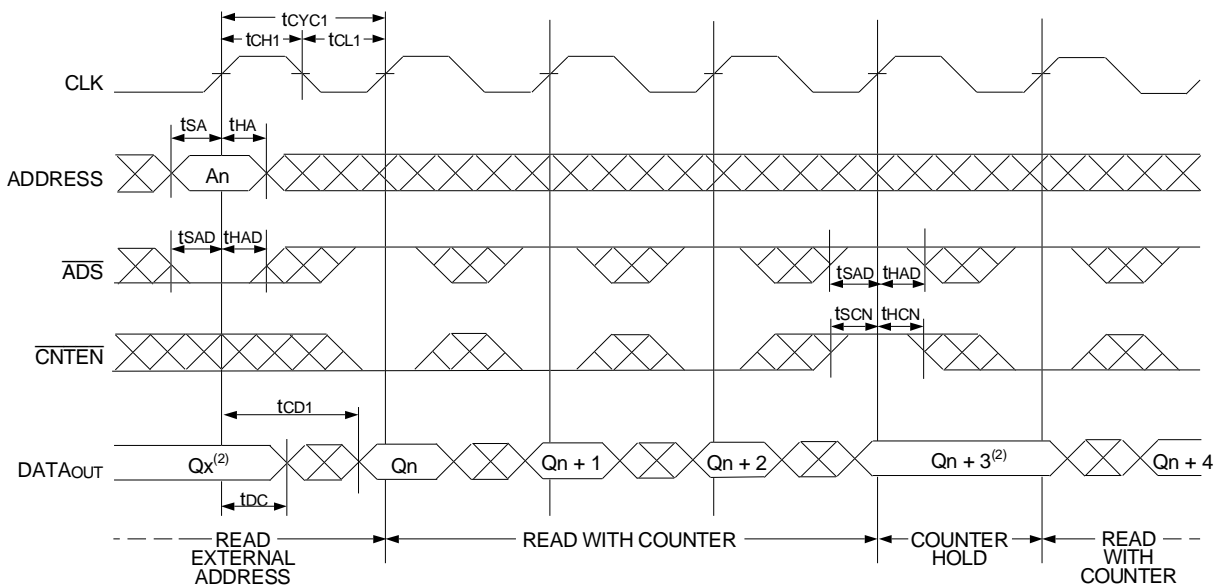 tCYC1
tCH1 tCL1
CLK
tSA tHA
ADDRESS An
tSAD tHAD
ADS
tSAD tHAD
tSCN tHCN
CNTEN
tCD1
DATAOUT Qx(2) Qn Qn + 1 Qn + 2 Qn + 3(2) Qn + 4
tDC
READ EXTERNAL ADDRESS
READ WITH COUNTER
COUNTER HOLD
READ WITH COUNTER